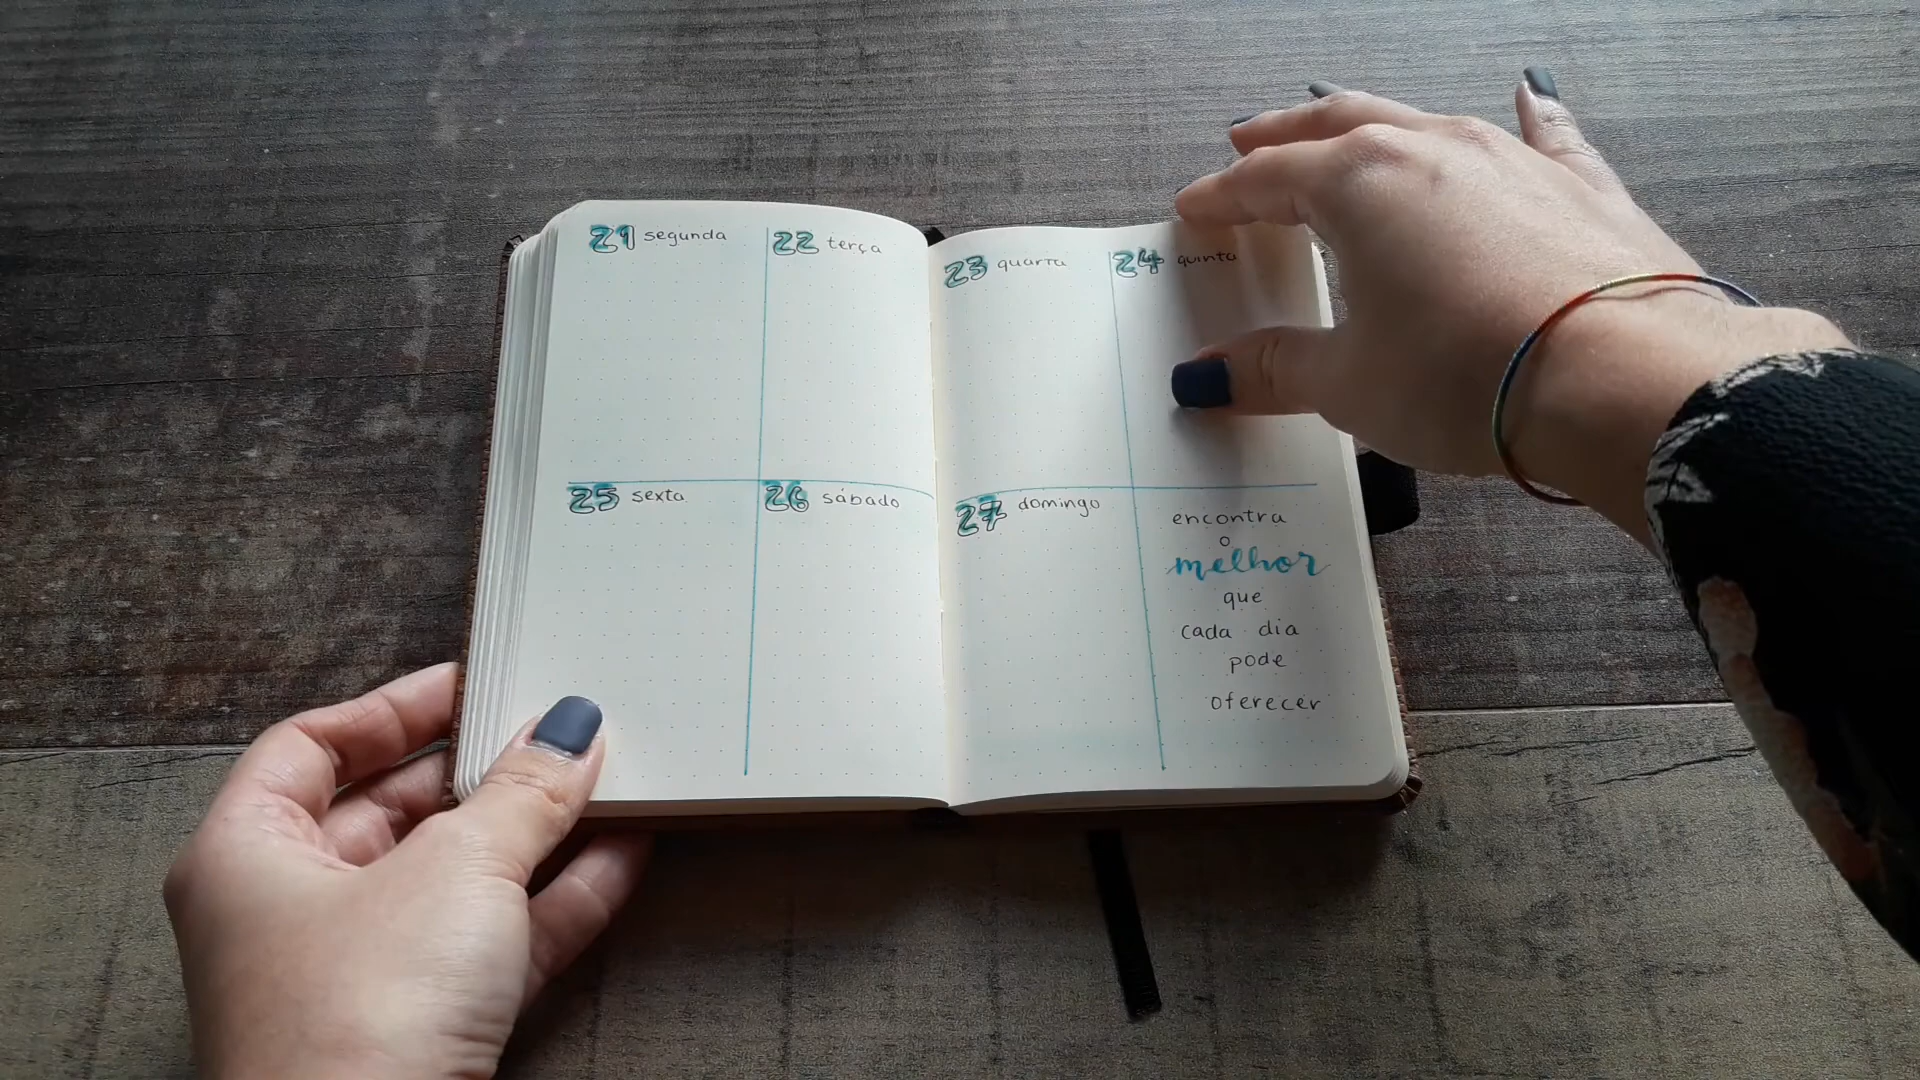 21 segunda
22 terça
23 quarta
24 quinta
25 sexta
26 sábado
27 domingo
encontra
o
melhor
que
cada dia
pode
oferecer